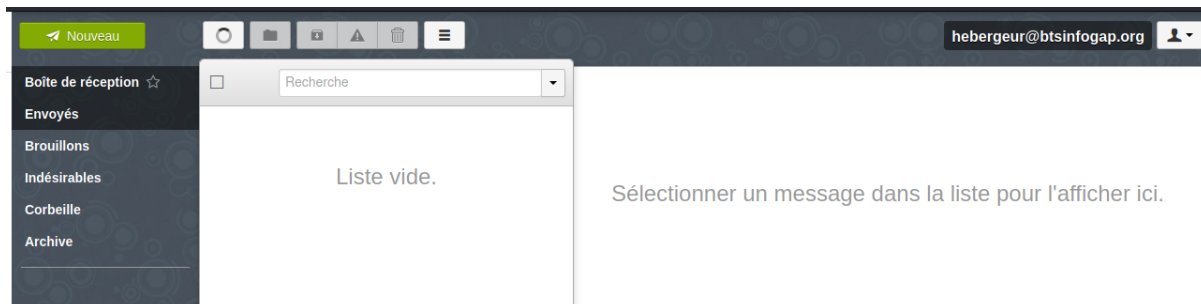 Nouveau
hebergeur@btsinfogap.org
Boîte de réception
Recherche
Envoyés
Brouillons
Indésirables
Liste vide.
Sélectionner un message dans la liste pour l'afficher ici.
Corbeille
Archive